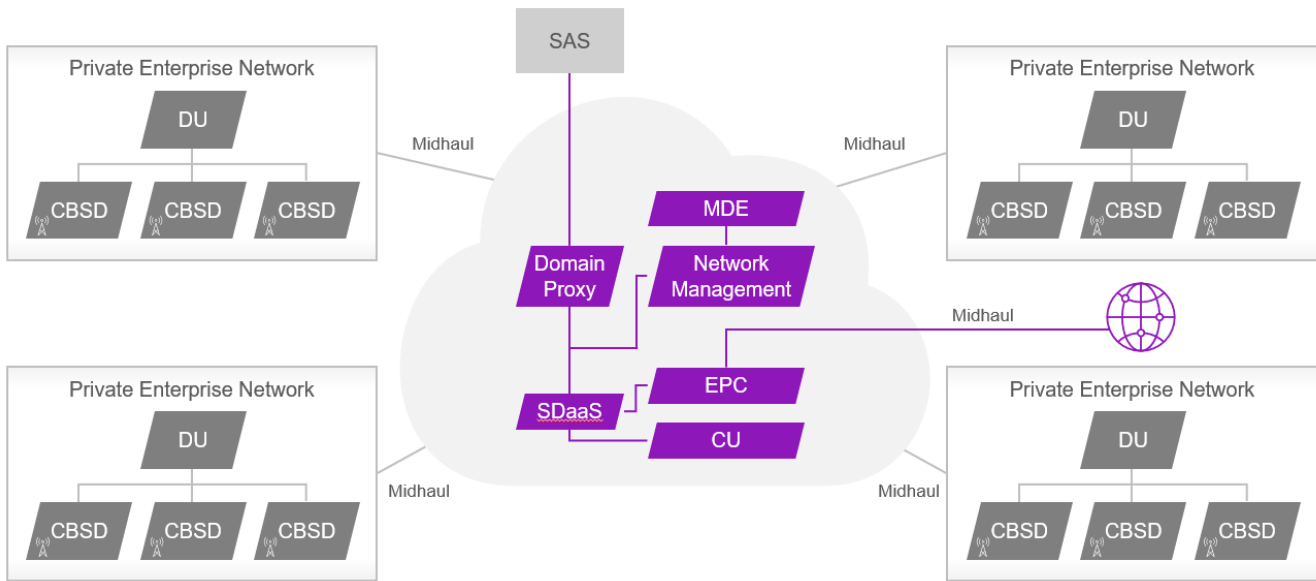 SAS
Private Enterprise Network
DU
CBSD
CBSD
CBSD
Midhaul
Private Enterprise Network
DU
CBSD
CBSD
CBSD
Midhaul
MDE
Domain
Proxy
Network
Management
Midhaul
SDaaS
EPC
CU
Private Enterprise Network
DU
CBSD
CBSD
CBSD
Midhaul
Private Enterprise Network
DU
CBSD
CBSD
CBSD
Midhaul